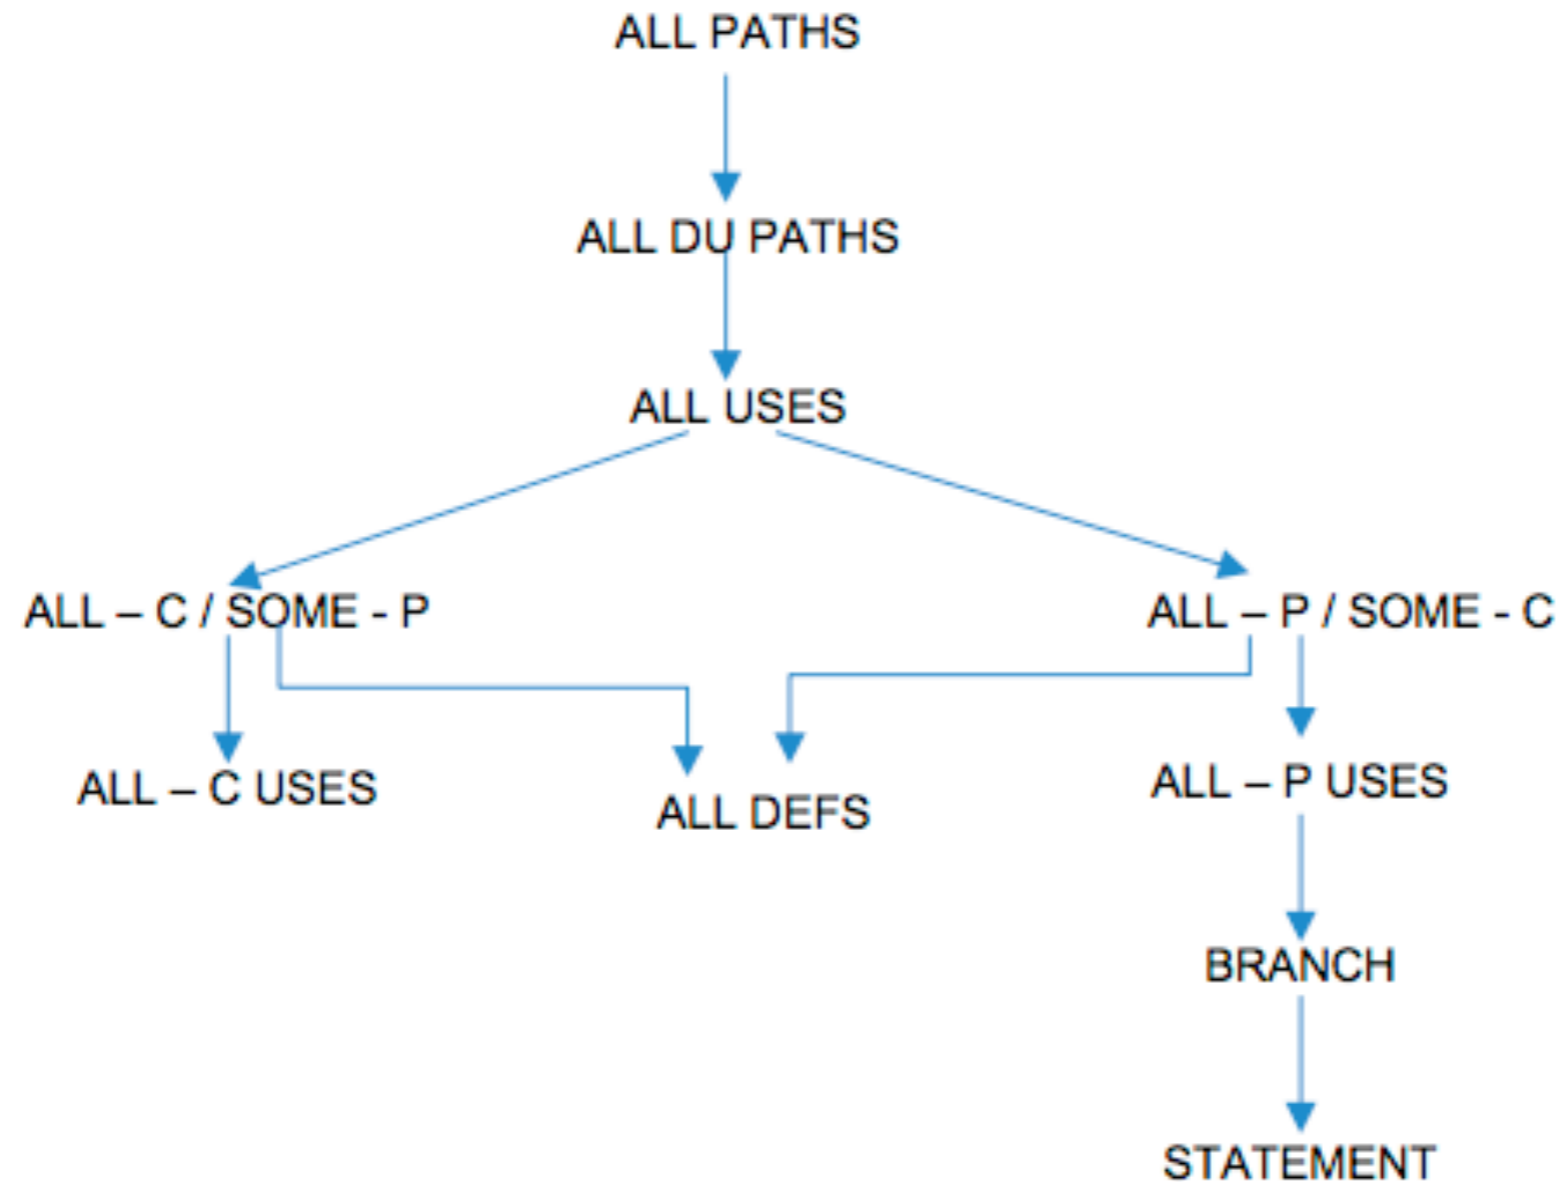 ALL PATHS
ALL DU PATHS
ALL USES
ALL – C / SOME - P
ALL – P / SOME - C
ALL – C USES
ALL DEFS
ALL – P USES
BRANCH
STATEMENT